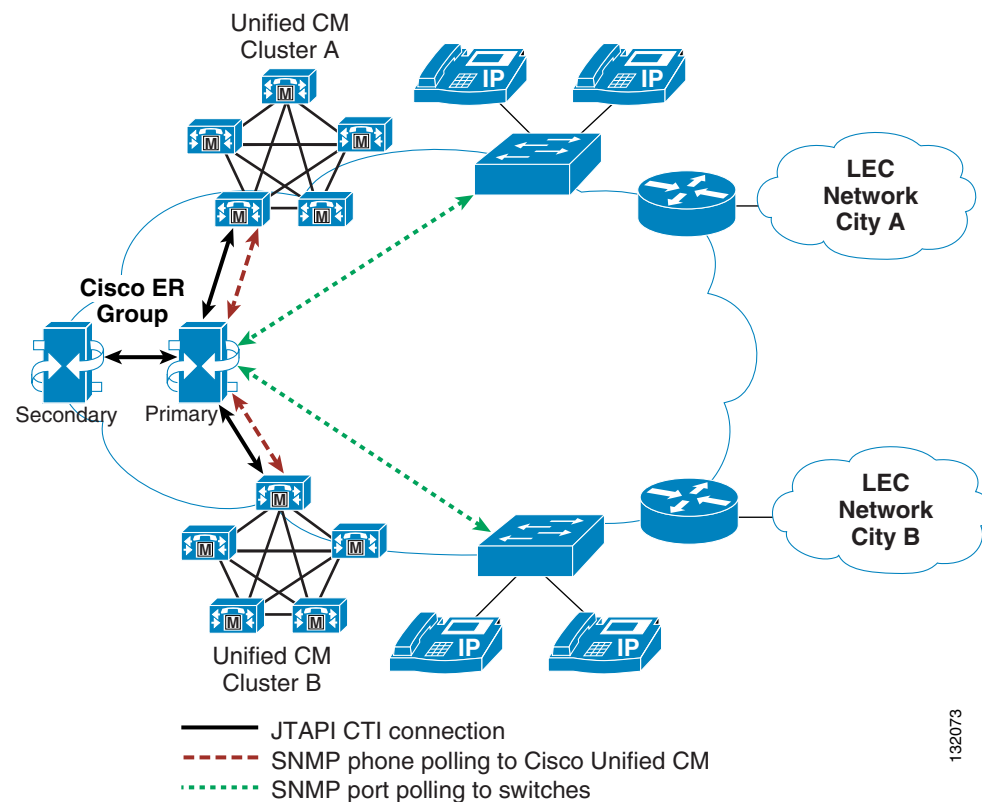 Unified CM
Cluster A
IP
IP
M
M
M
M
M
LEC
Network
City A
Cisco ER
Group
Secondary
Primary
M
M
M
M
M
LEC
Network
City B
IP
IP
Unified CM
Cluster B
JTAPI CTI connection
SNMP phone polling to Cisco Unified CM
SNMP port polling to switches
132073